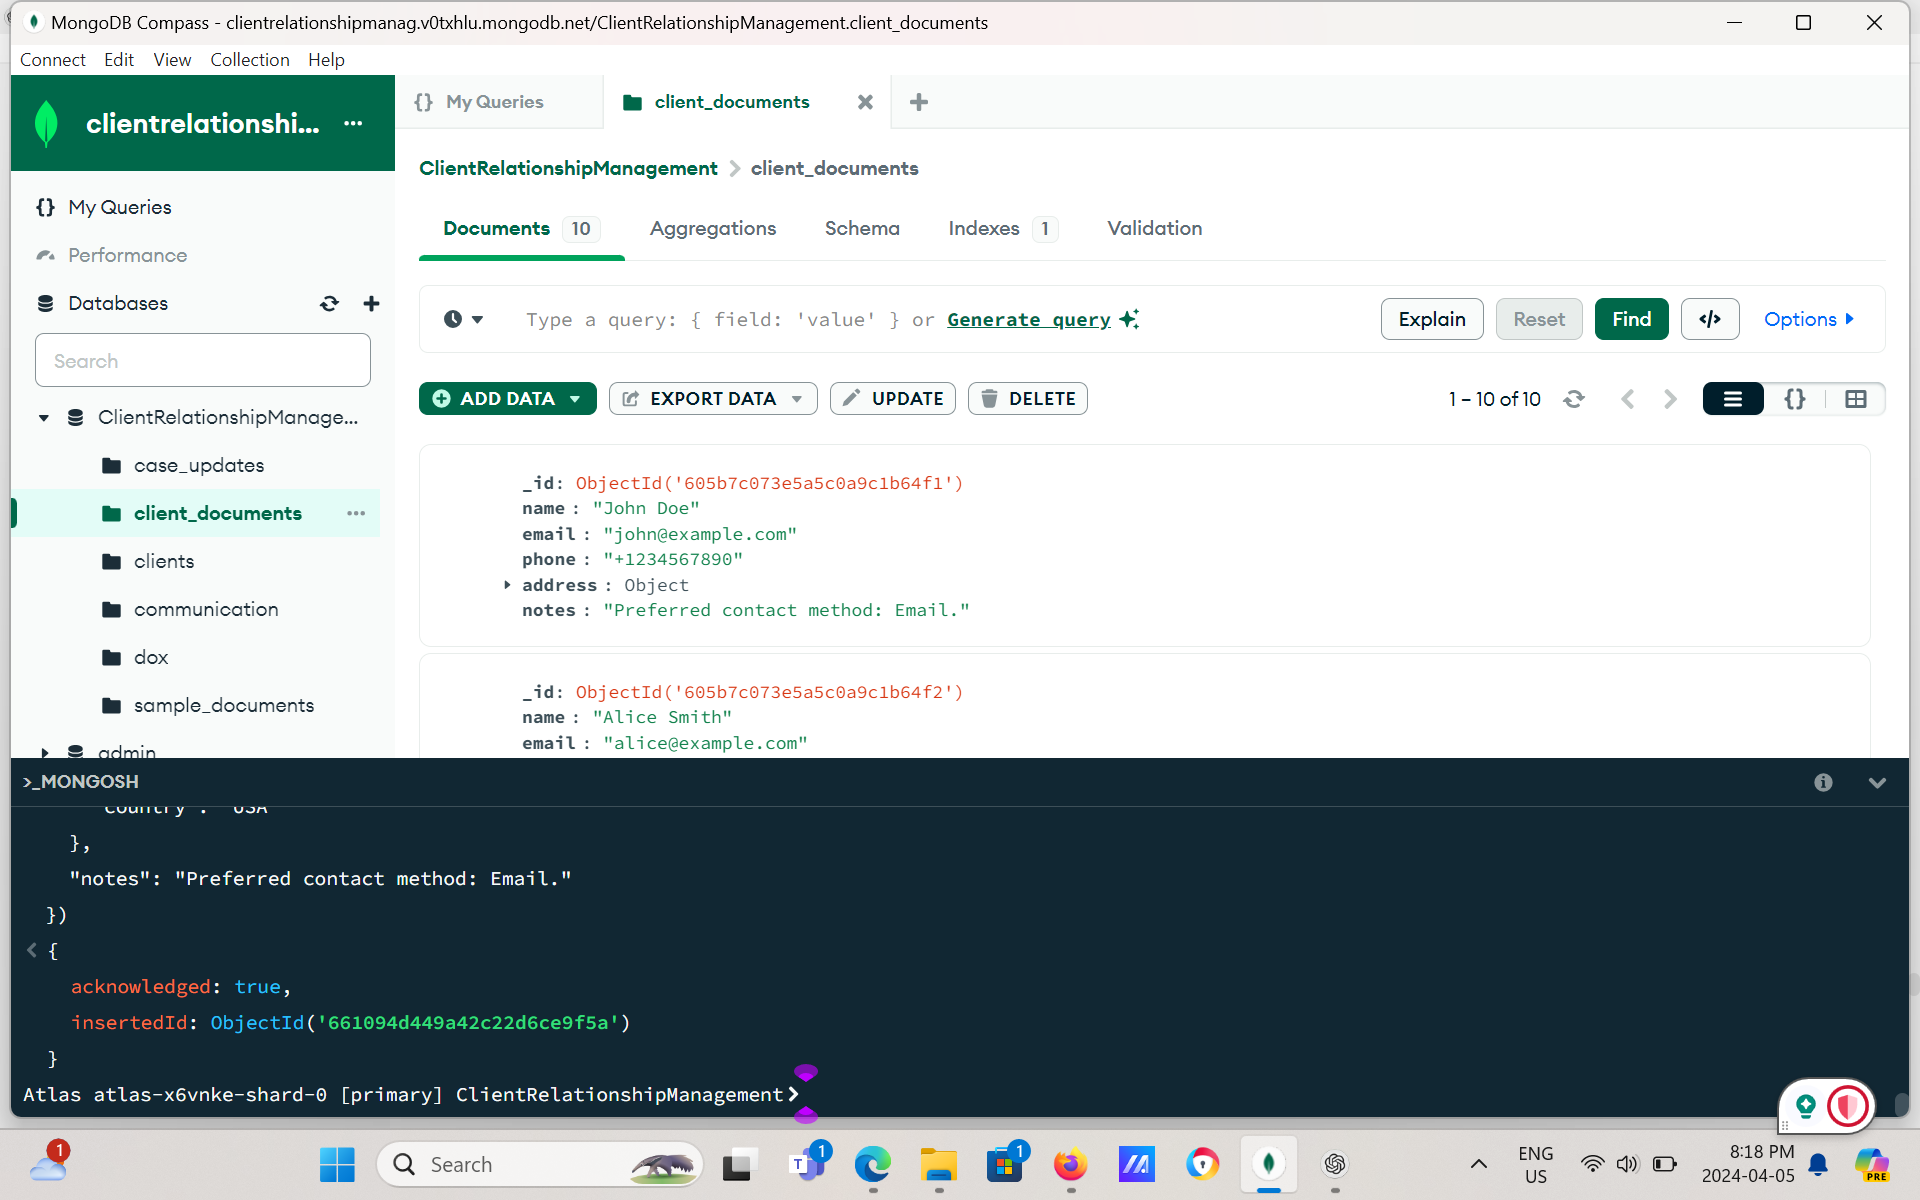 MongoDB Compass - clientrelationshipmanag.v0txhlu.mongodb.net/ClientRelationshipManagement.client_documents
Connect Edit View Collection Help
clientrelationshi... ...
{} My Queries
client_documents
ClientRelationshipManagement > client_documents
{} My Queries
Performance
Databases
Search
ClientRelationshipManage...
case_updates
client_documents ...
clients
communication
dox
sample_documents
admin
Documents 10 Aggregations Schema Indexes 1 Validation
Type a query: { field: 'value' } or Generate query
Explain Reset Find </> Options
ADD DATA EXPORT DATA UPDATE DELETE
1 – 10 of 10 {}
_id: ObjectId('605b7c073e5a5c0a9c1b64f1')
name : "John Doe"
email : "john@example.com"
phone : "+1234567890"
address : Object
notes : "Preferred contact method: Email."
_id: ObjectId('605b7c073e5a5c0a9c1b64f2')
name : "Alice Smith"
email : "alice@example.com"
>_MONGOSH
"country": "USA"
},
"notes": "Preferred contact method: Email."
})
< {
acknowledged: true,
insertedId: ObjectId('661094d449a42c22d6ce9f5a')
}
Atlas atlas-x6vnke-shard-0 [primary] ClientRelationshipManagement>
1
Search
T 1
1
ENG
US
8:18 PM
2024-04-05
PRE